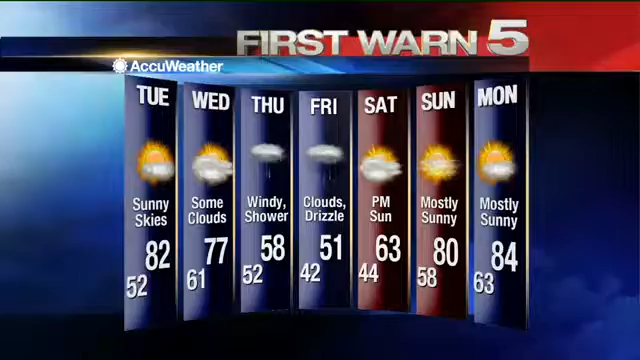 FIRST WARN 5
AccuWeather
TUE
Sunny
Skies
82
52
WED
Some
Clouds
77
61
THU
Windy,
Shower
58
52
FRI
Clouds,
Drizzle
51
42
SAT
PM
Sun
63
44
SUN
Mostly
Sunny
80
58
MON
Mostly
Sunny
84
63